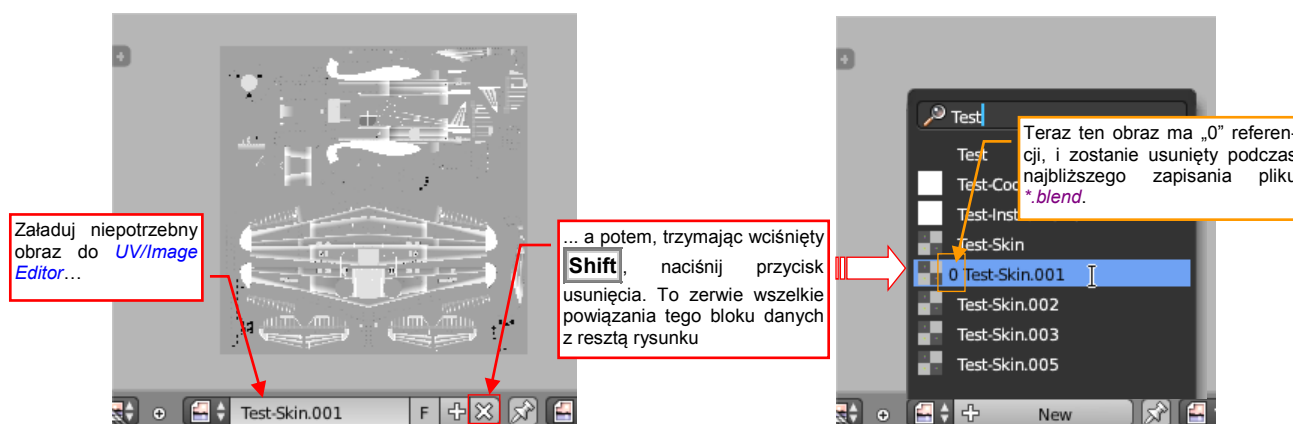 Załaduj niepotrzebny
obraz do UV/Image
Editor…
... a potem, trzymając wciśnięty
Shift, naciśnij przycisk
usunięcia. To zerwie wszelkie
powiązania tego bloku danych
z resztą rysunku
Test-Skin.001
F
Test
Teraz ten obraz ma „0” referen-
cji, i zostanie usunięty podczas
najbliższego zapisania pliku
*.blend.
Test
Test-Coc
Test-Inst
Test-Skin
0 Test-Skin.001
Test-Skin.002
Test-Skin.003
Test-Skin.005
New